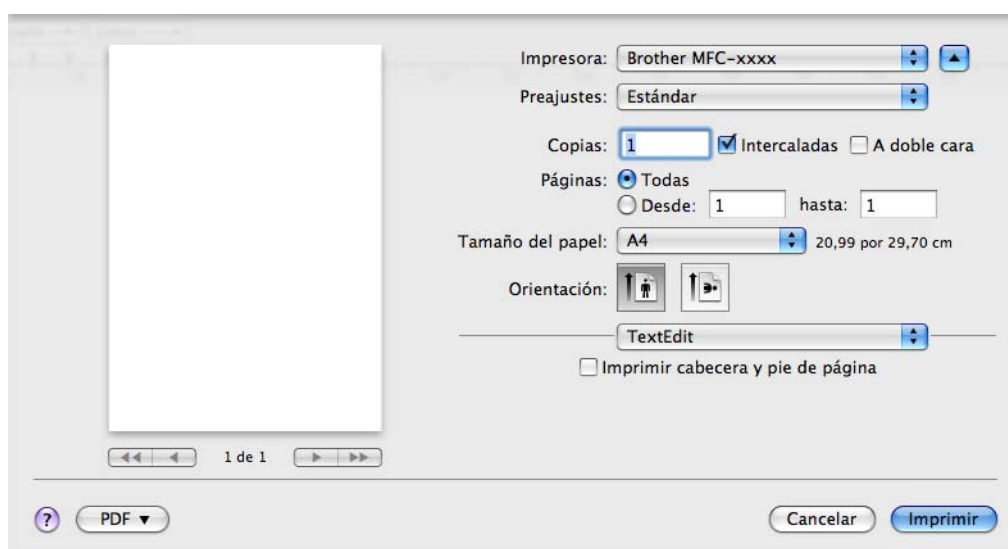 Impresora: Brother MFC-xxxx
Preajustes: Estándar
Copias: 1 Intercaladas A doble cara
Páginas: Todas
Desde: 1 hasta: 1
Tamaño del papel: A4 20,99 por 29,70 cm
Orientación:
TextEdit
Imprimir cabecera y pie de página
1 de 1
? PDF Cancelar Imprimir